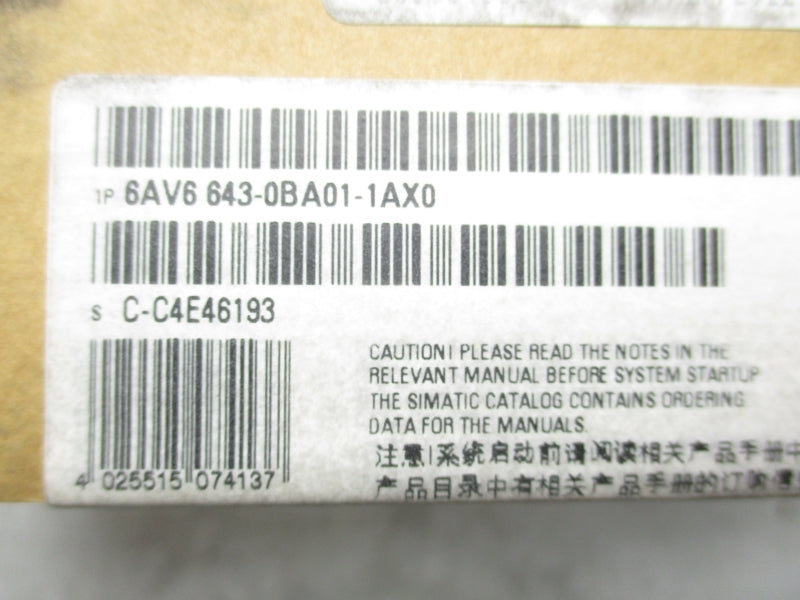 1P 6AV6 643-0BA01-1AX0
S C-C4E46193
CAUTION! PLEASE READ THE NOTES IN THE
RELEVANT MANUAL BEFORE SYSTEM STARTUP
THE SIMATIC CATALOG CONTAINS ORDERING
DATA FOR THE MANUALS.
注意!系统启动前请阅读相关产品手册中
产品目录中有相关产品手册的订购
4 025515 074137